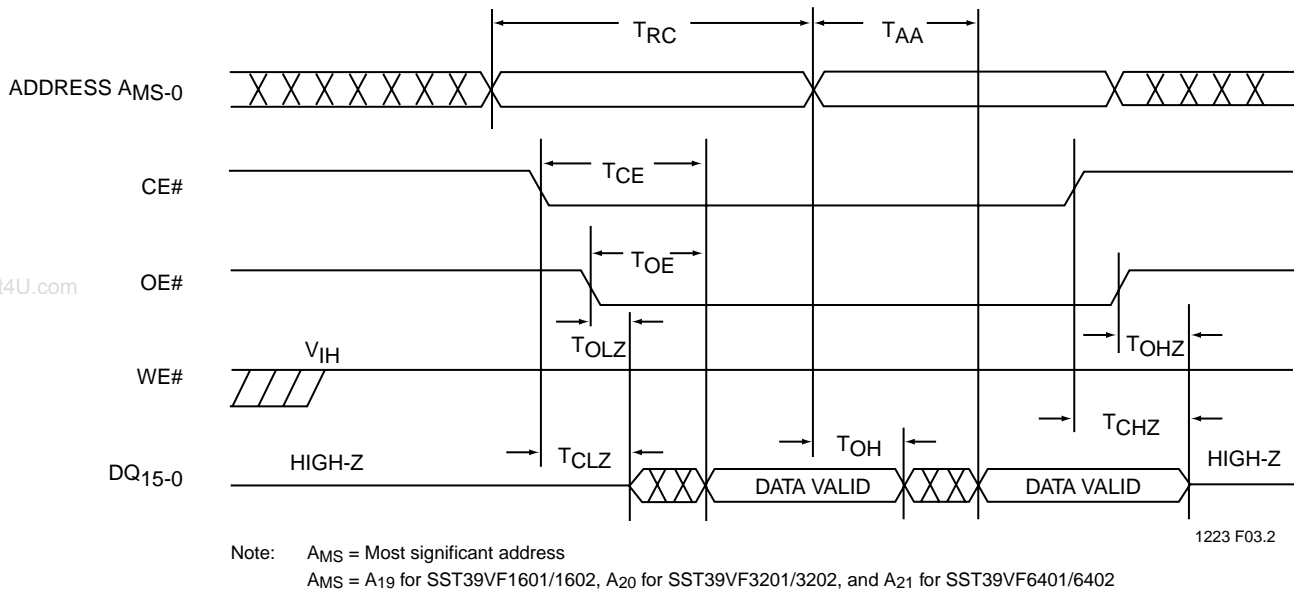 TRC TAA
ADDRESS AMS-0
TCE
CE#
TOE
OE#
t4U.com
TOLZ TOHZ
VIH
WE#
TCLZ TOH TCHZ
HIGH-Z HIGH-Z
DQ15-0
DATA VALID DATA VALID
1223 F03.2
Note: AMS = Most significant address
AMS = A19 for SST39VF1601/1602, A20 for SST39VF3201/3202, and A21 for SST39VF6401/6402